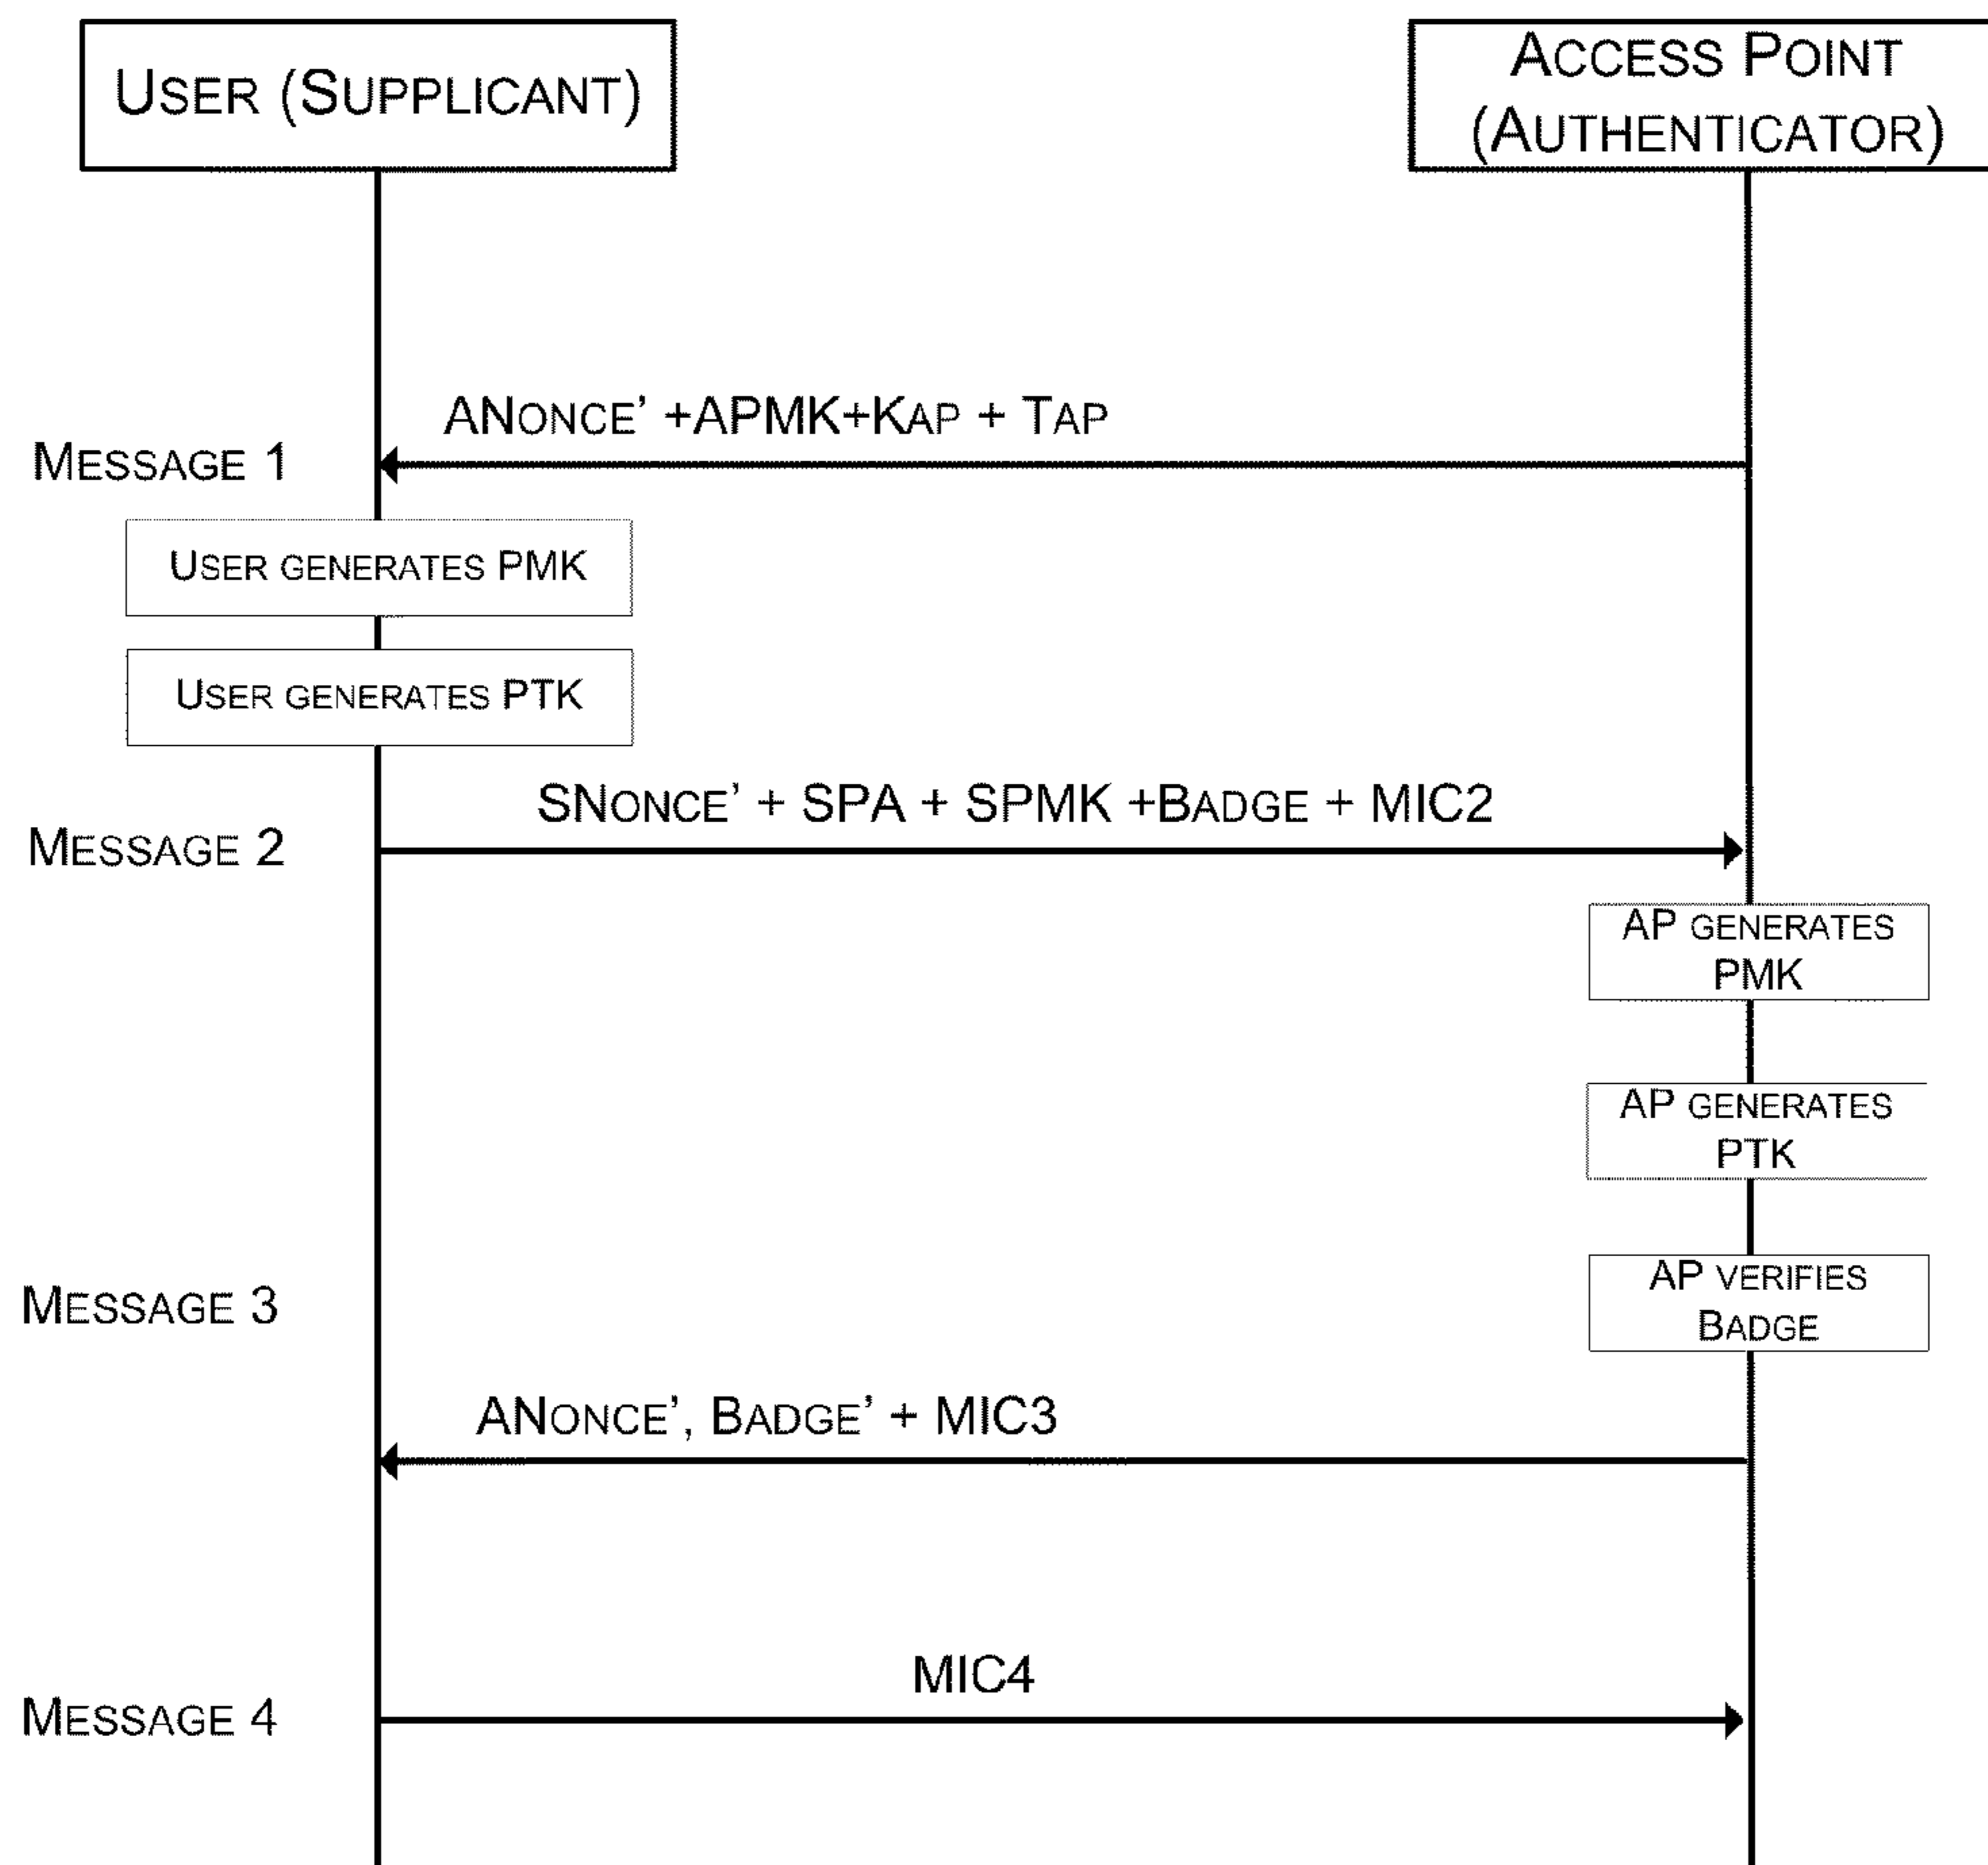 User (Supplicant)
Access Point
(Authenticator)
ANonce' +APMK+Kap + Tap
Message 1
User generates PMK
User generates PTK
SNonce' + SPA + SPMK +Badge + MIC2
Message 2
AP generates
PMK
AP generates
PTK
Message 3
AP verifies
Badge
ANonce', Badge' + MIC3
MIC4
Message 4